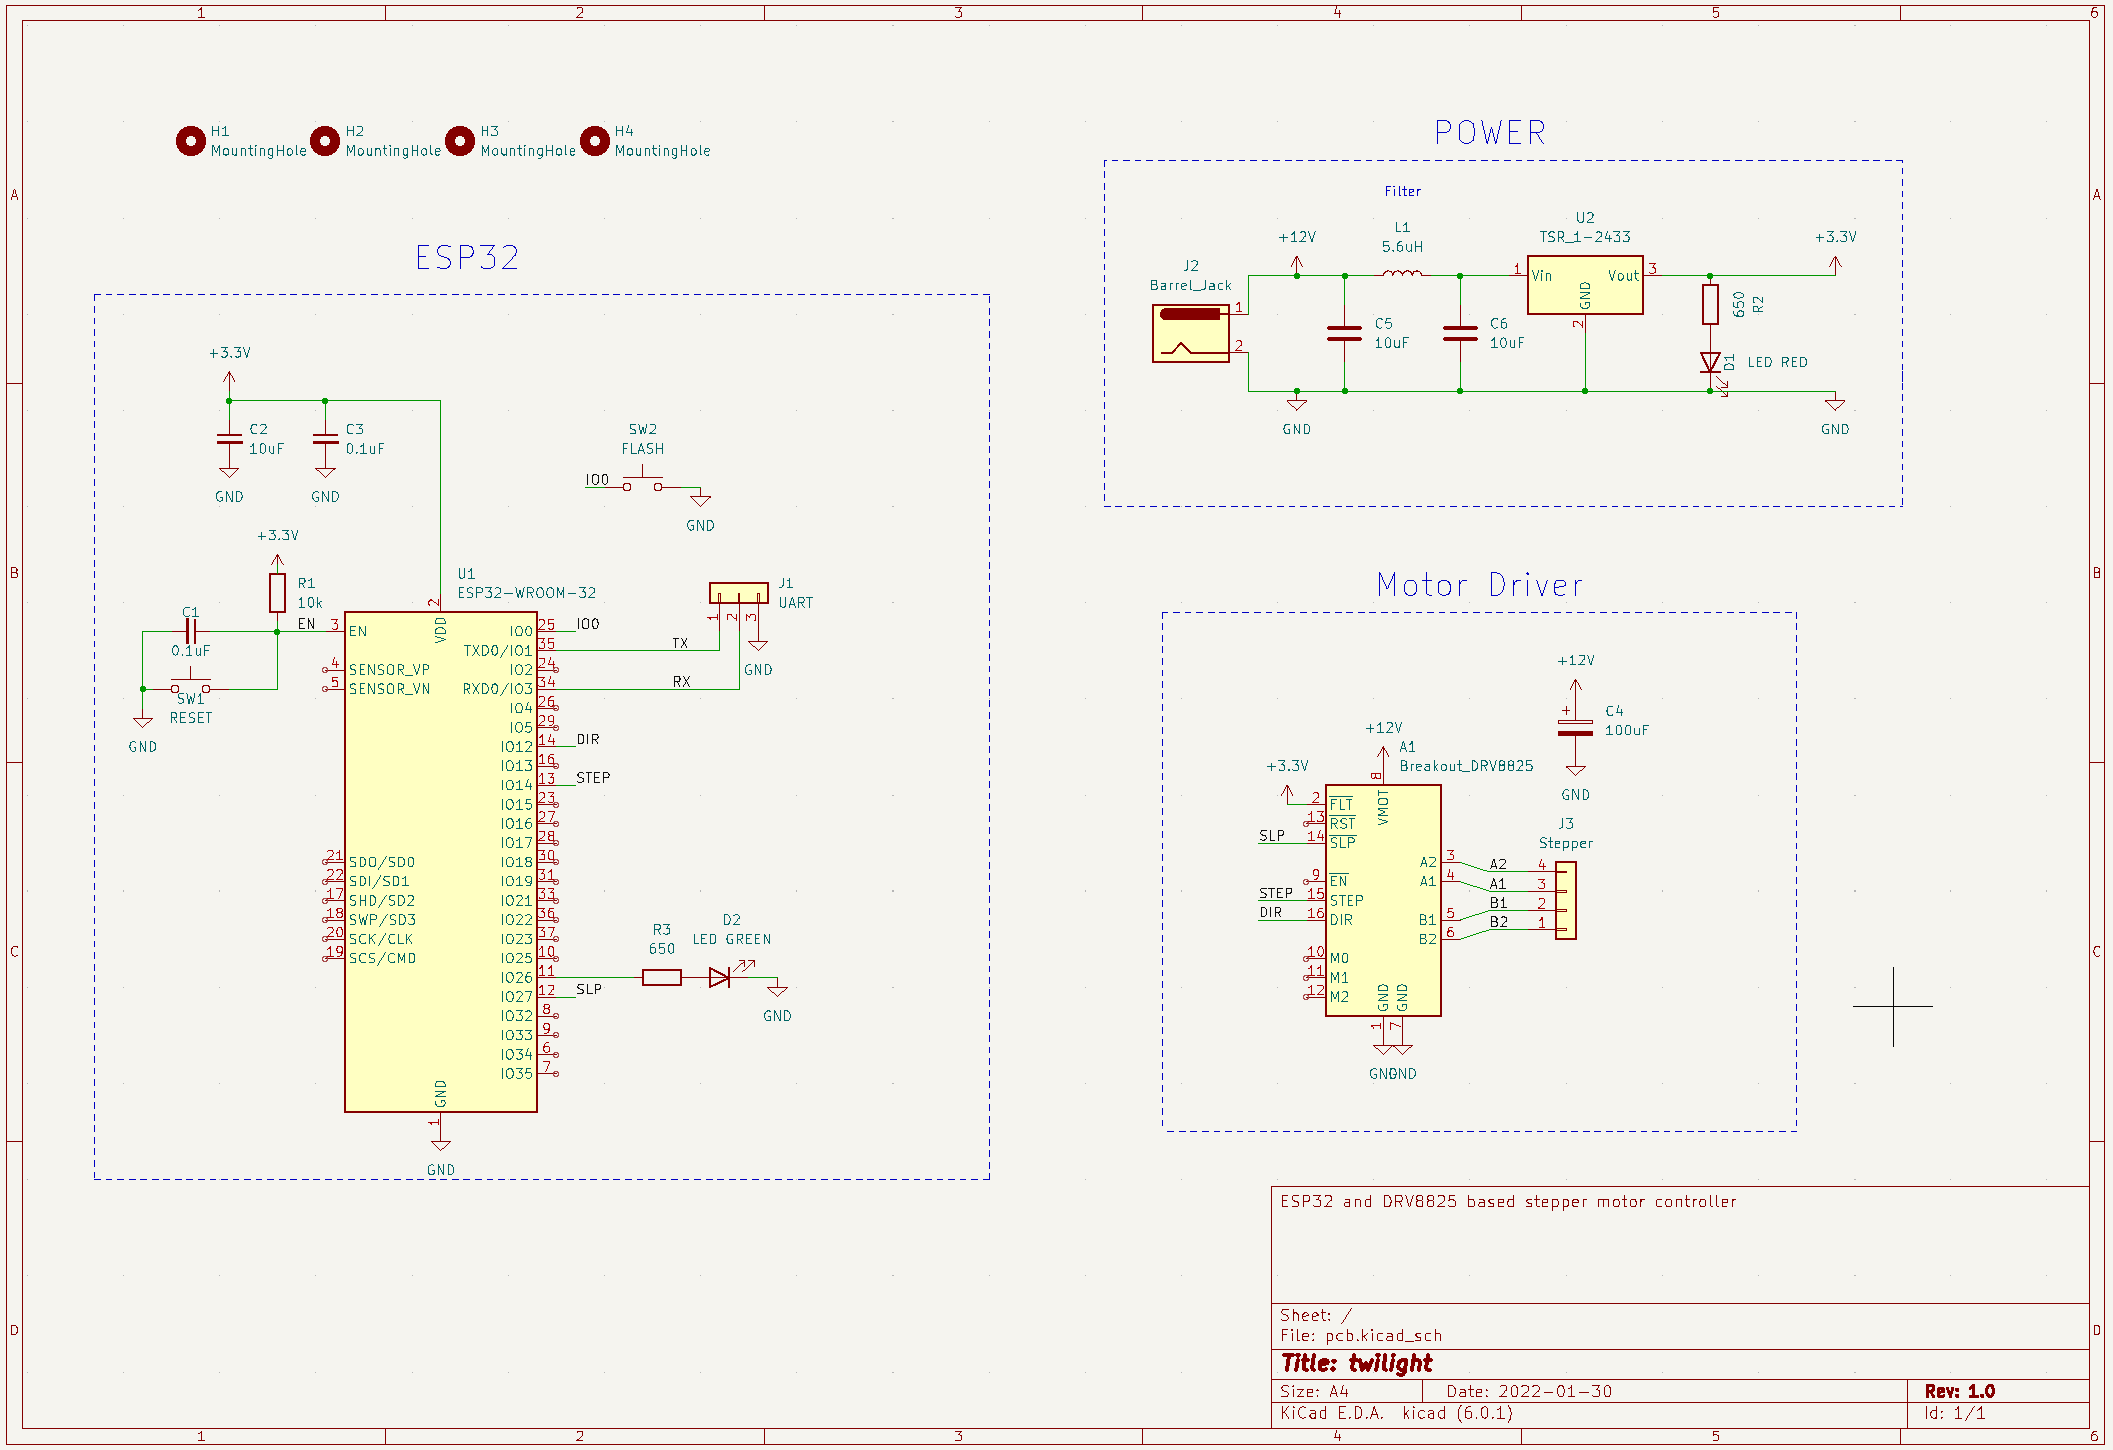 1 2 3 4 5 6
A
B
C
D
H1
MountingHole
H2
MountingHole
H3
MountingHole
H4
MountingHole
ESP32
+3.3V
C2
10uF
GND
C3
0.1uF
GND
SW2
FLASH
IO0
GND
+3.3V
R1
10k
C1
0.1uF
EN
SW1
RESET
GND
U1
ESP32-WROOM-32
2
VDD
3 EN
4 SENSOR_VP
5 SENSOR_VN
21 SDO/SD0
22 SDI/SD1
17 SHD/SD2
18 SWP/SD3
20 SCK/CLK
19 SCS/CMD
IO0 25 IO0
TXD0/IO1 35 TX
IO2 24
RXD0/IO3 34 RX
IO4 26
IO5 29
IO12 14 DIR
IO13 16
IO14 13 STEP
IO15 23
IO16 27
IO17 28
IO18 30
IO19 31
IO21 33
IO22 36
IO23 37
IO25 10
IO26 11
IO27 12 SLP
IO32 8
IO33 9
IO34 6
IO35 7
GND
1
GND
J1
UART
1 2 3
GND
R3
650
D2
LED GREEN
GND
POWER
Filter
J2
Barrel_Jack
1
2
+12V
GND
C5
10uF
L1
5.6uH
C6
10uF
U2
TSR_1-2433
1 Vin
Vout 3
GND
2
650
R2
D1
LED RED
+3.3V
GND
Motor Driver
+12V
+
C4
100uF
GND
+12V
A1
Breakout_DRV8825
8
VMOT
+3.3V
2 FLT
13 RST
SLP 14 SLP
9 EN
STEP 15 STEP
DIR 16 DIR
10 M0
11 M1
12 M2
A2 3
A1 4
B1 5
B2 6
GND GND
1 7
GND GND
J3
Stepper
A2 4
A1 3
B1 2
B2 1
ESP32 and DRV8825 based stepper motor controller
Sheet: /
File: pcb.kicad_sch
Title: twilight
Size: A4 Date: 2022-01-30 Rev: 1.0
KiCad E.D.A. kicad (6.0.1) Id: 1/1
A
B
C
D
1 2 3 4 5 6